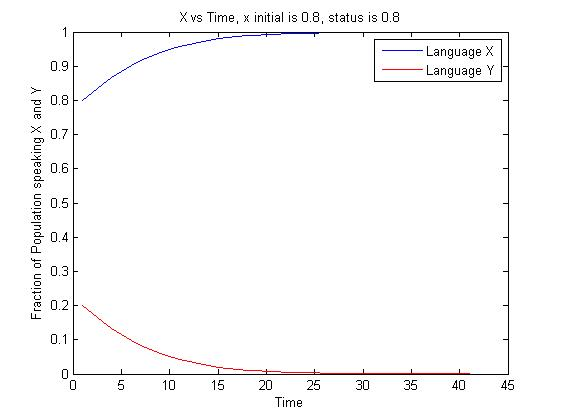 X vs Time, x initial is 0.8, status is 0.8
Fraction of Population speaking X and Y
1
0.9
0.8
0.7
0.6
0.5
0.4
0.3
0.2
0.1
0
Language X
Language Y
0 5 10 15 20 25 30 35 40 45
Time